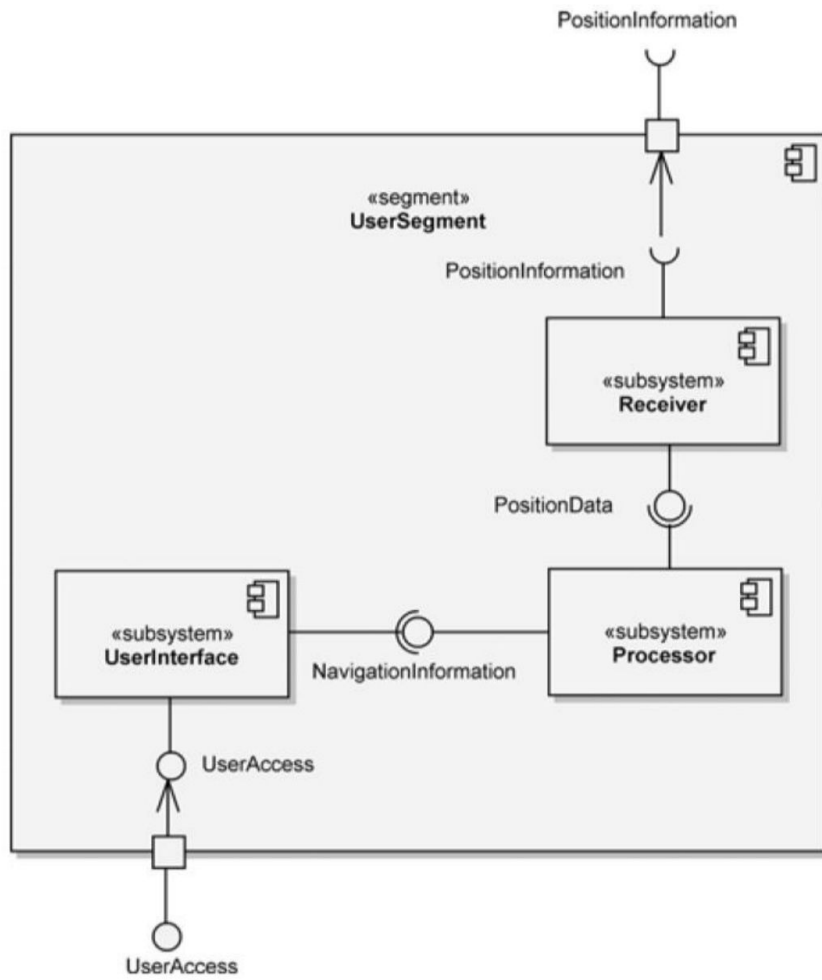 PositionInformation
«segment»
UserSegment
PositionInformation
«subsystem»
Receiver
PositionData
«subsystem»
UserInterface
«subsystem»
Processor
NavigationInformation
UserAccess
UserAccess